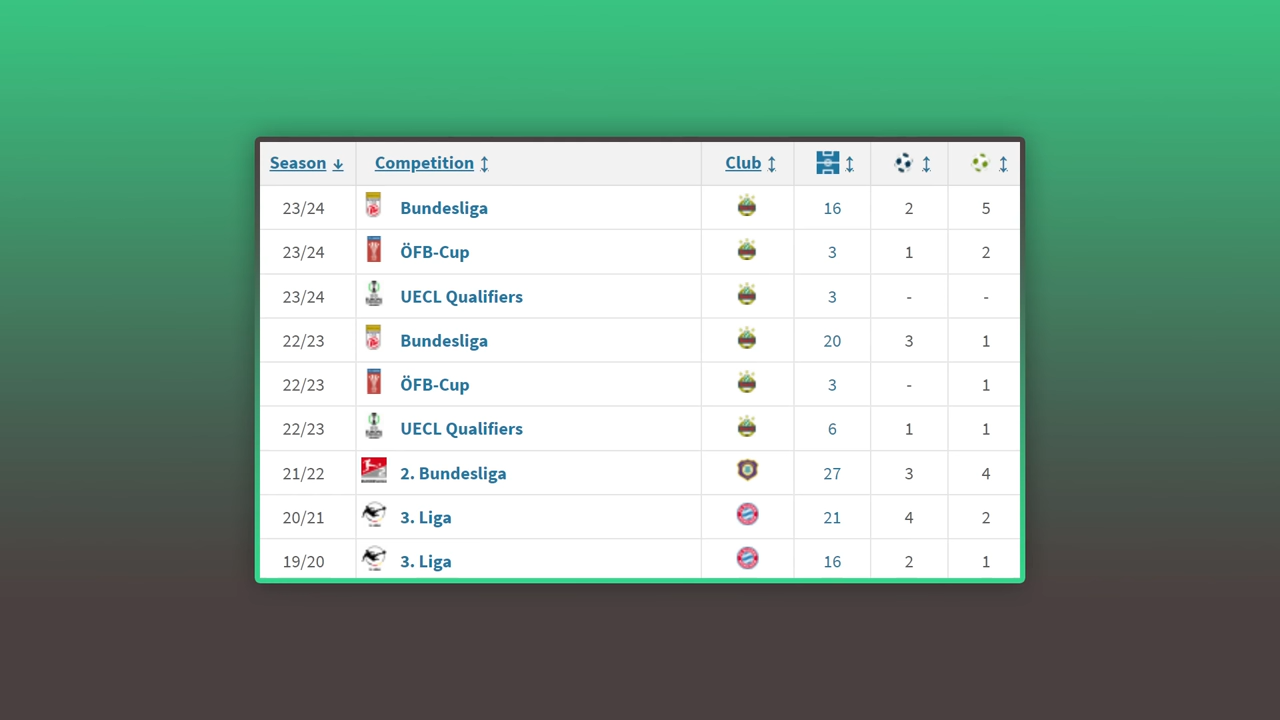 Season Competition Club
23/24 Bundesliga 16 2 5
23/24 ÖFB-Cup 3 1 2
23/24 UECL Qualifiers 3 - -
22/23 Bundesliga 20 3 1
22/23 ÖFB-Cup 3 - 1
22/23 UECL Qualifiers 6 1 1
21/22 2. Bundesliga 27 3 4
20/21 3. Liga 21 4 2
19/20 3. Liga 16 2 1